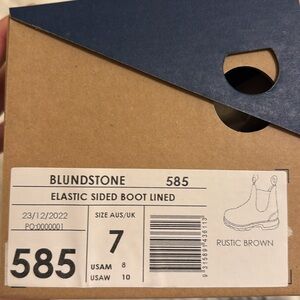 BLUNDSTONE 585
ELASTIC SIDED BOOT LINED
23/12/2022
PO:0000001
SIZE AUS/UK
7
585
USAM 8
USAW 10
RUSTIC BROWN